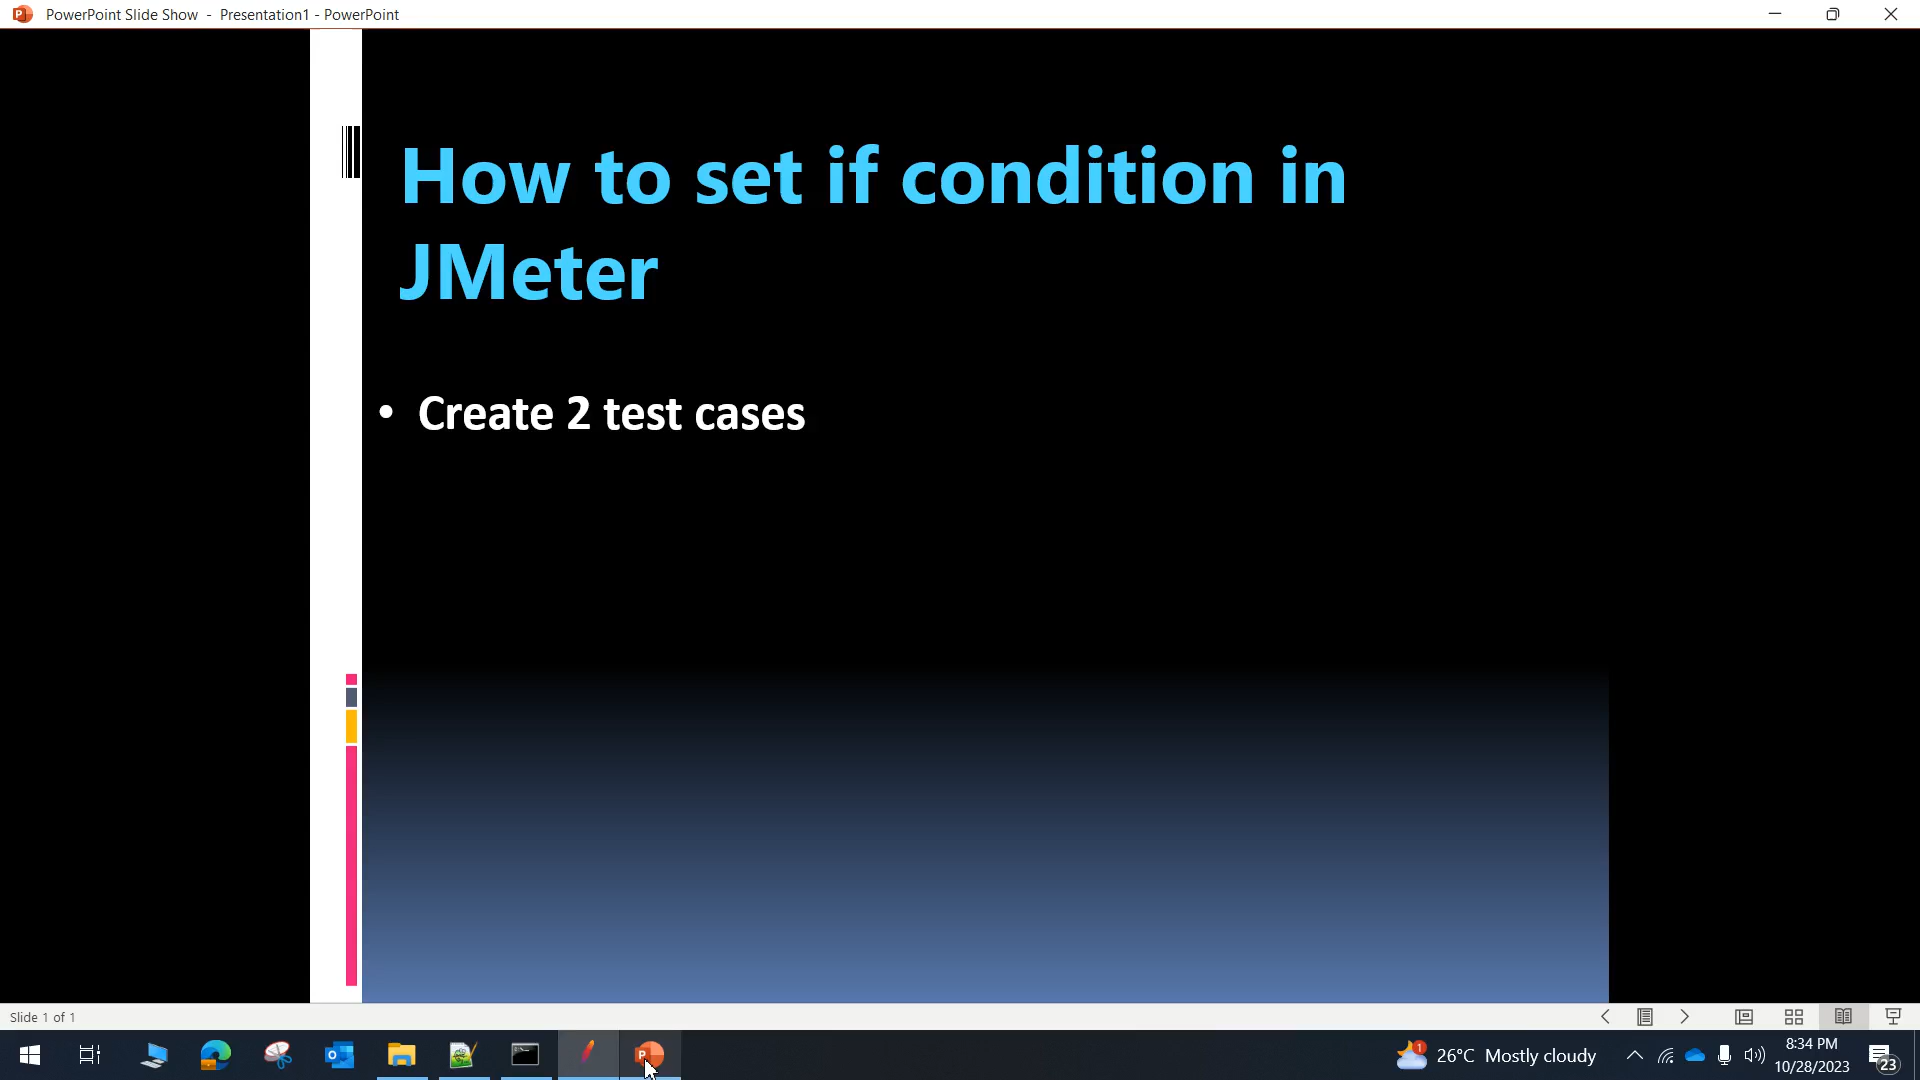 PowerPoint Slide Show - Presentation1 - PowerPoint
How to set if condition in
JMeter
• Create 2 test cases
Slide 1 of 1
26°C Mostly cloudy
8:34 PM
10/28/2023
1
23